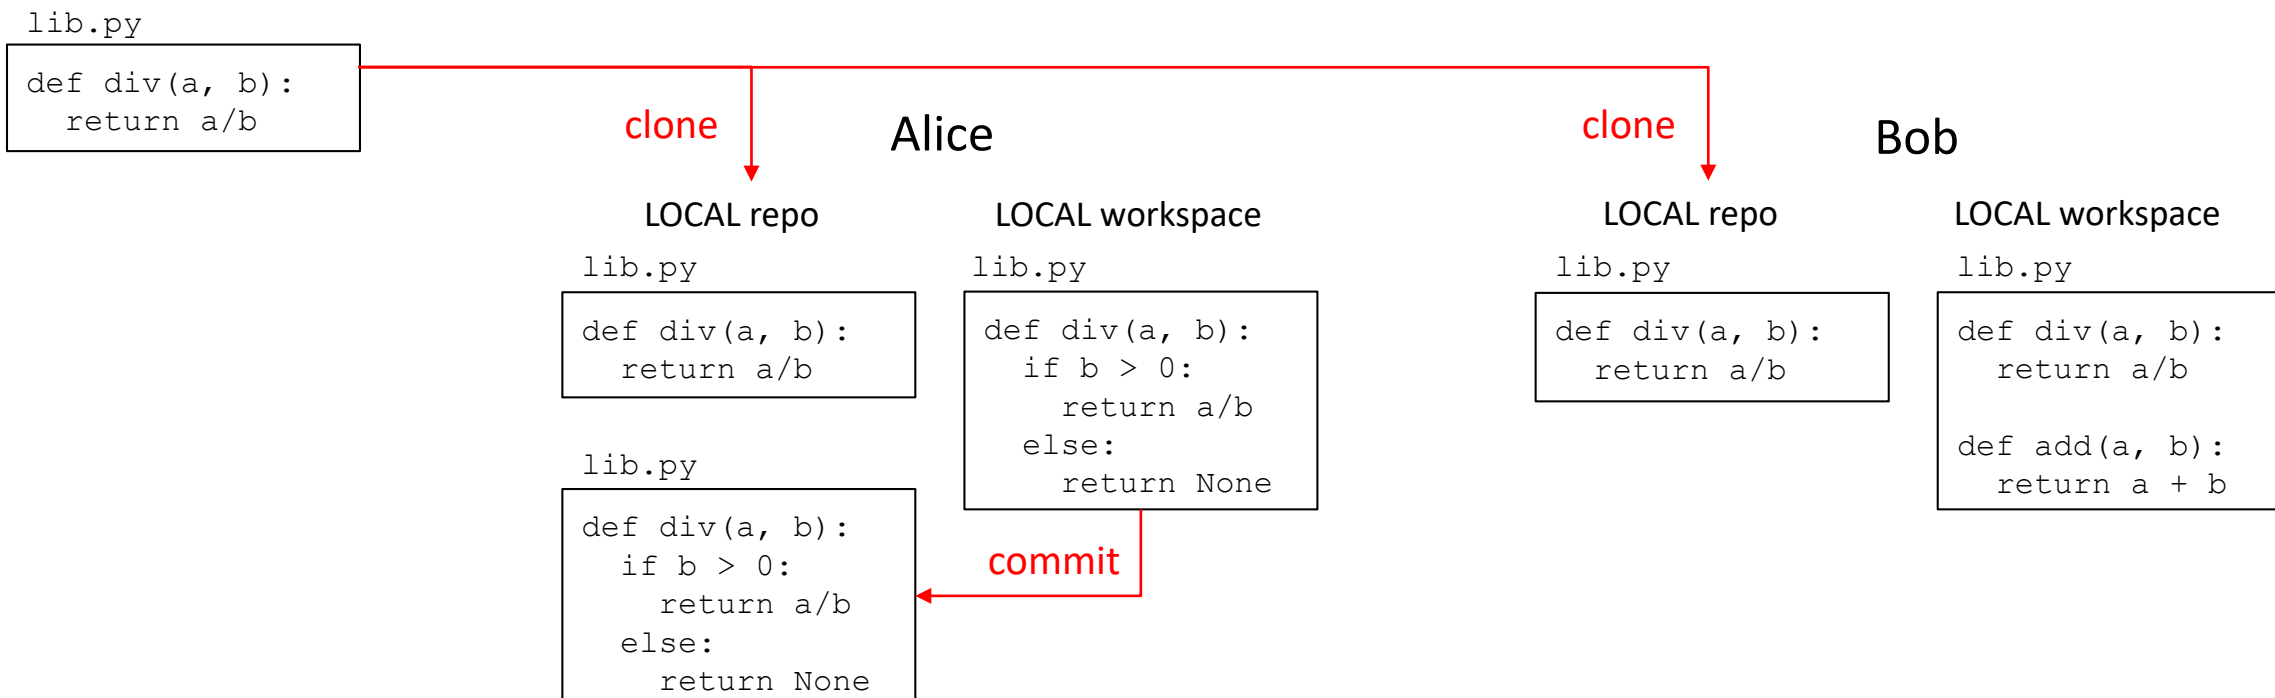 lib.py
def div(a, b):
  return a/b
clone
Alice
clone
Bob
LOCAL repo
LOCAL workspace
LOCAL repo
LOCAL workspace
lib.py
def div(a, b):
  return a/b
lib.py
def div(a, b):
  if b > 0:
    return a/b
  else:
    return None
lib.py
def div(a, b):
  if b > 0:
    return a/b
  else:
    return None
commit
lib.py
def div(a, b):
  return a/b
lib.py
def div(a, b):
  return a/b
def add(a, b):
  return a + b